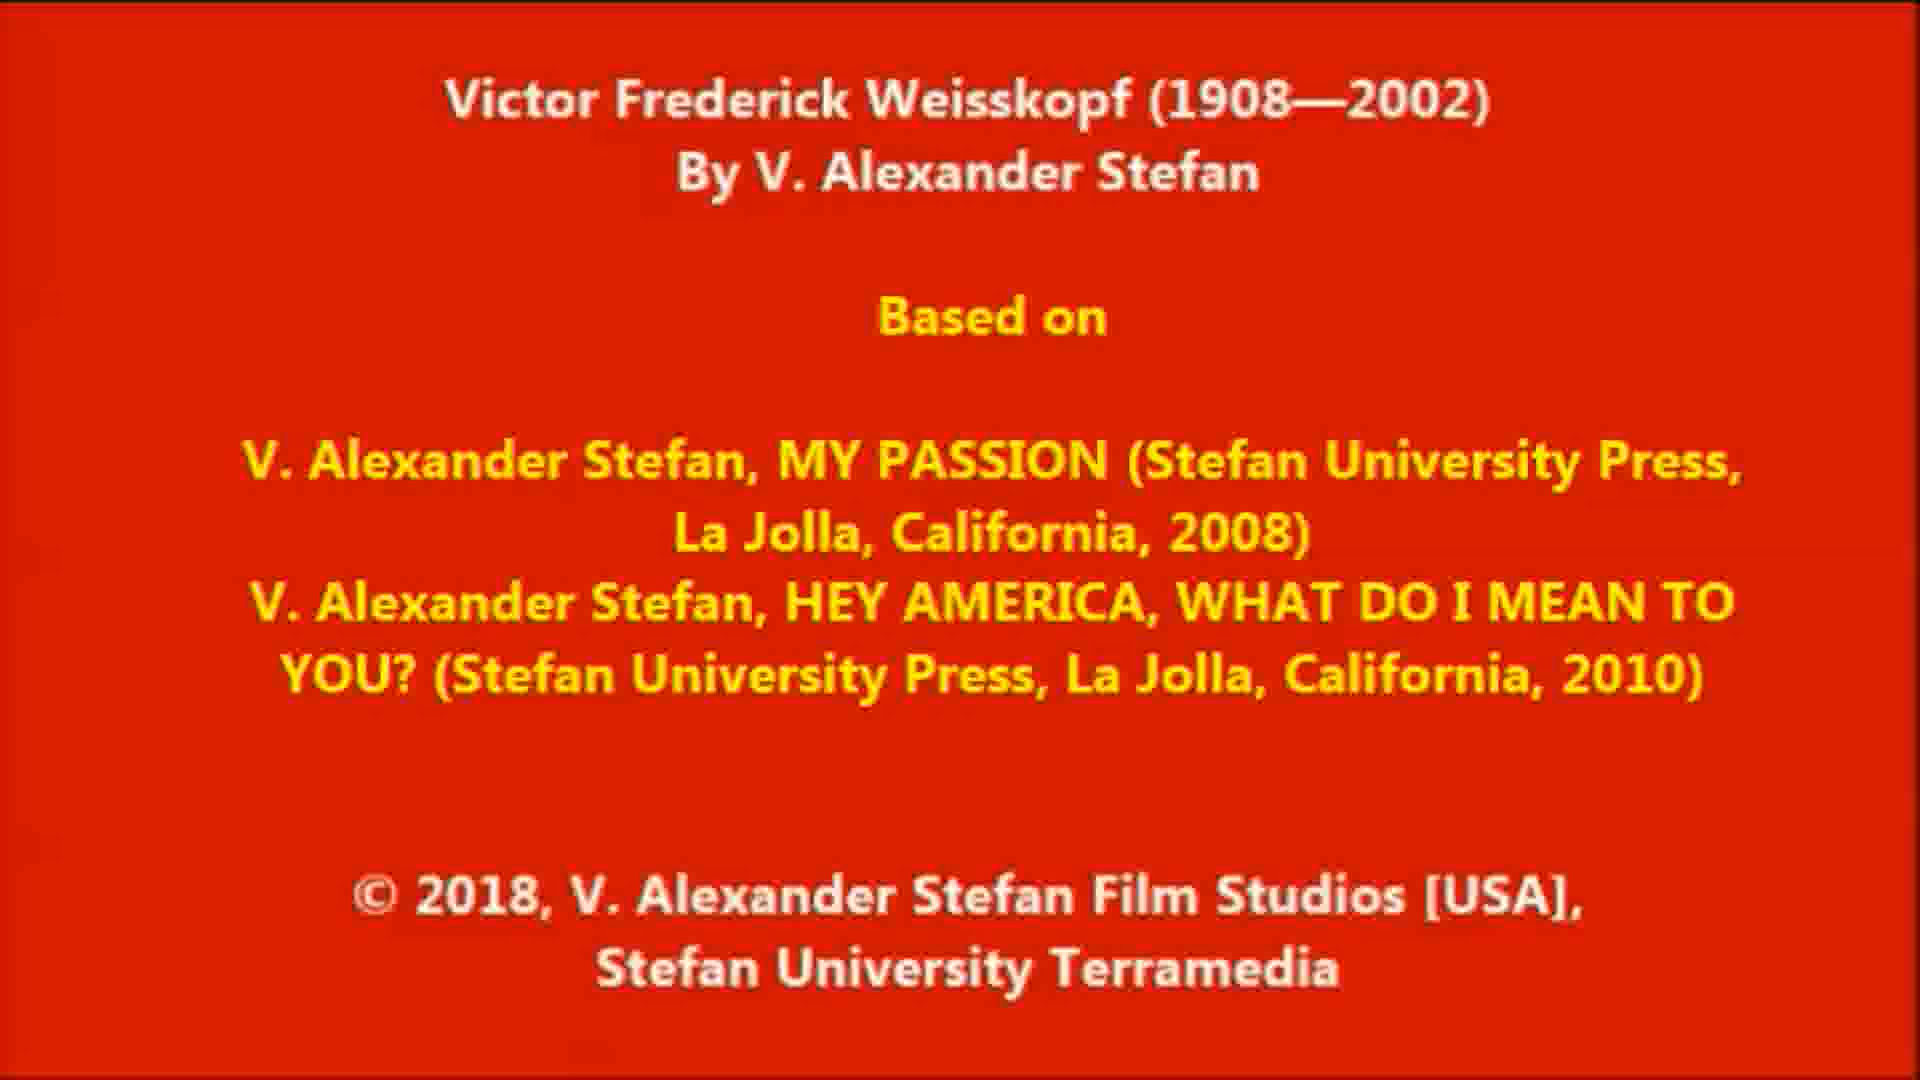 Victor Frederick Weisskopf (1908—2002)
By V. Alexander Stefan
Based on
V. Alexander Stefan, MY PASSION (Stefan University Press,
La Jolla, California, 2008)
V. Alexander Stefan, HEY AMERICA, WHAT DO I MEAN TO
YOU? (Stefan University Press, La Jolla, California, 2010)
© 2018, V. Alexander Stefan Film Studios [USA],
Stefan University Terramedia